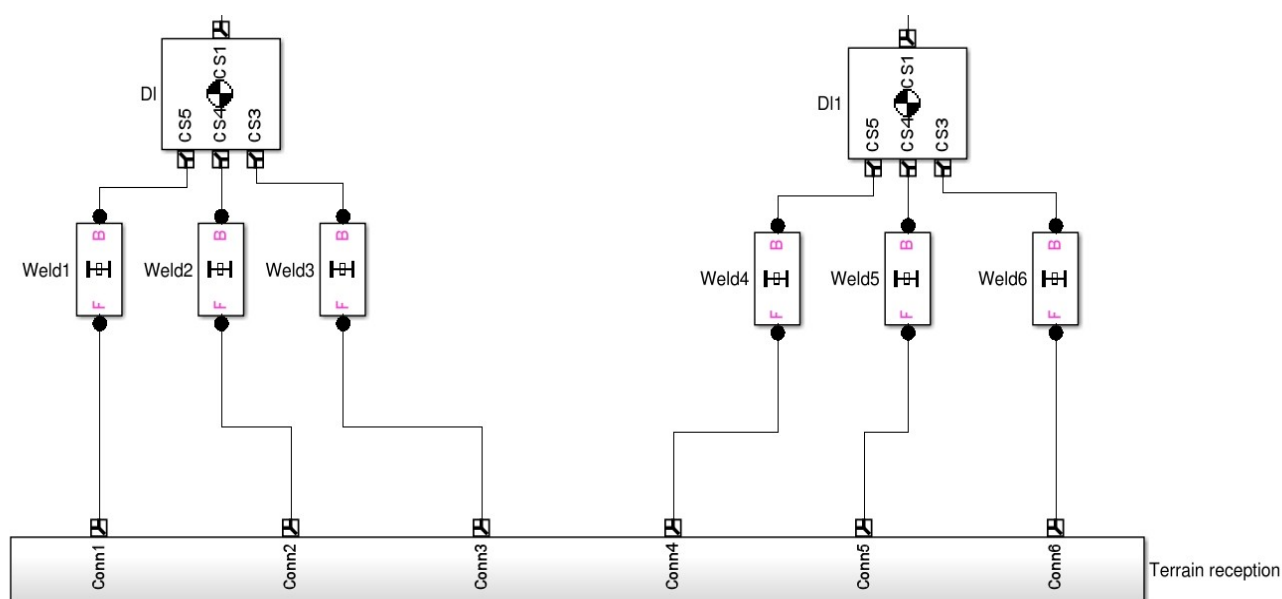 CS1
DI
CS5
CS4
CS3
CS1
DI1
CS5
CS4
CS3
B
Weld1
F
B
Weld2
F
B
Weld3
F
B
Weld4
F
B
Weld5
F
B
Weld6
F
Conn1
Conn2
Conn3
Conn4
Conn5
Conn6
Terrain reception